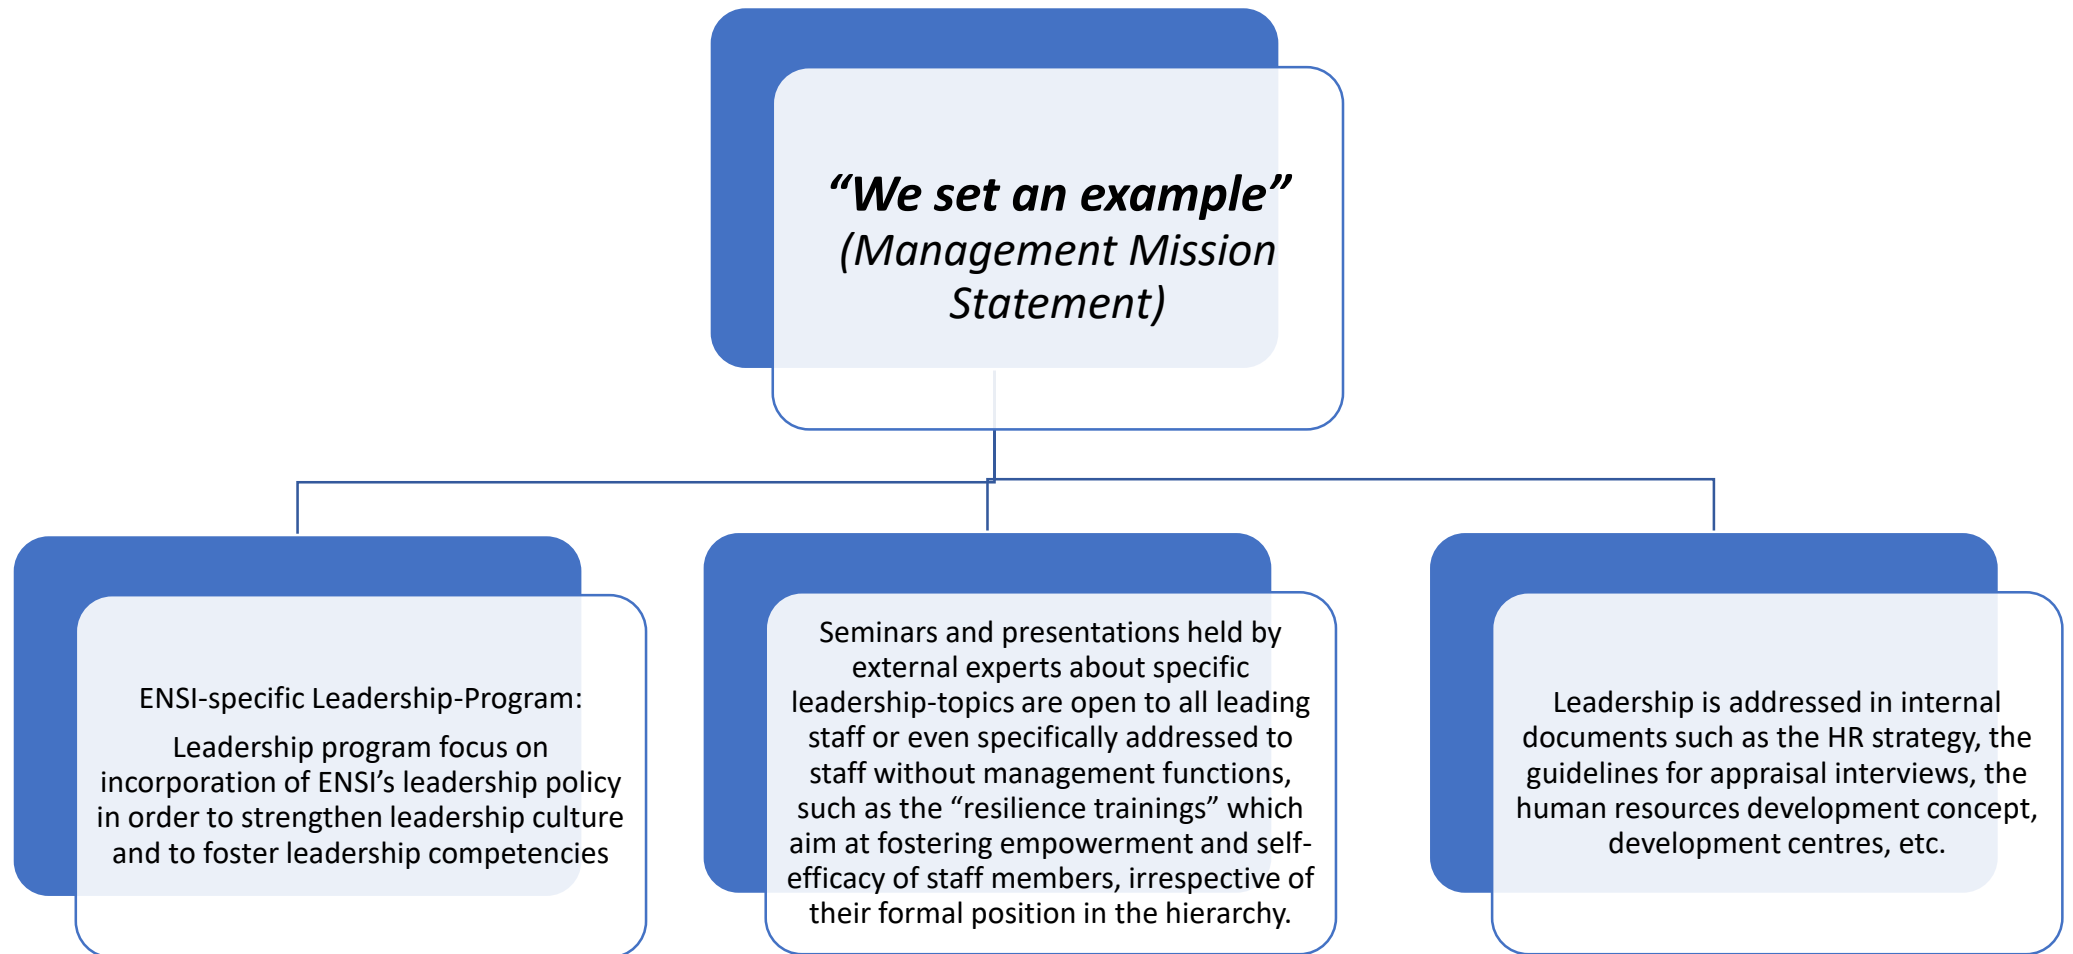 “We set an example”
(Management Mission
Statement)
ENSI-specific Leadership-Program:
Leadership program focus on
incorporation of ENSI’s leadership policy
in order to strengthen leadership culture
and to foster leadership competencies
Seminars and presentations held by
external experts about specific
leadership-topics are open to all leading
staff or even specifically addressed to
staff without management functions,
such as the “resilience trainings” which
aim at fostering empowerment and self-
efficacy of staff members, irrespective of
their formal position in the hierarchy.
Leadership is addressed in internal
documents such as the HR strategy, the
guidelines for appraisal interviews, the
human resources development concept,
development centres, etc.